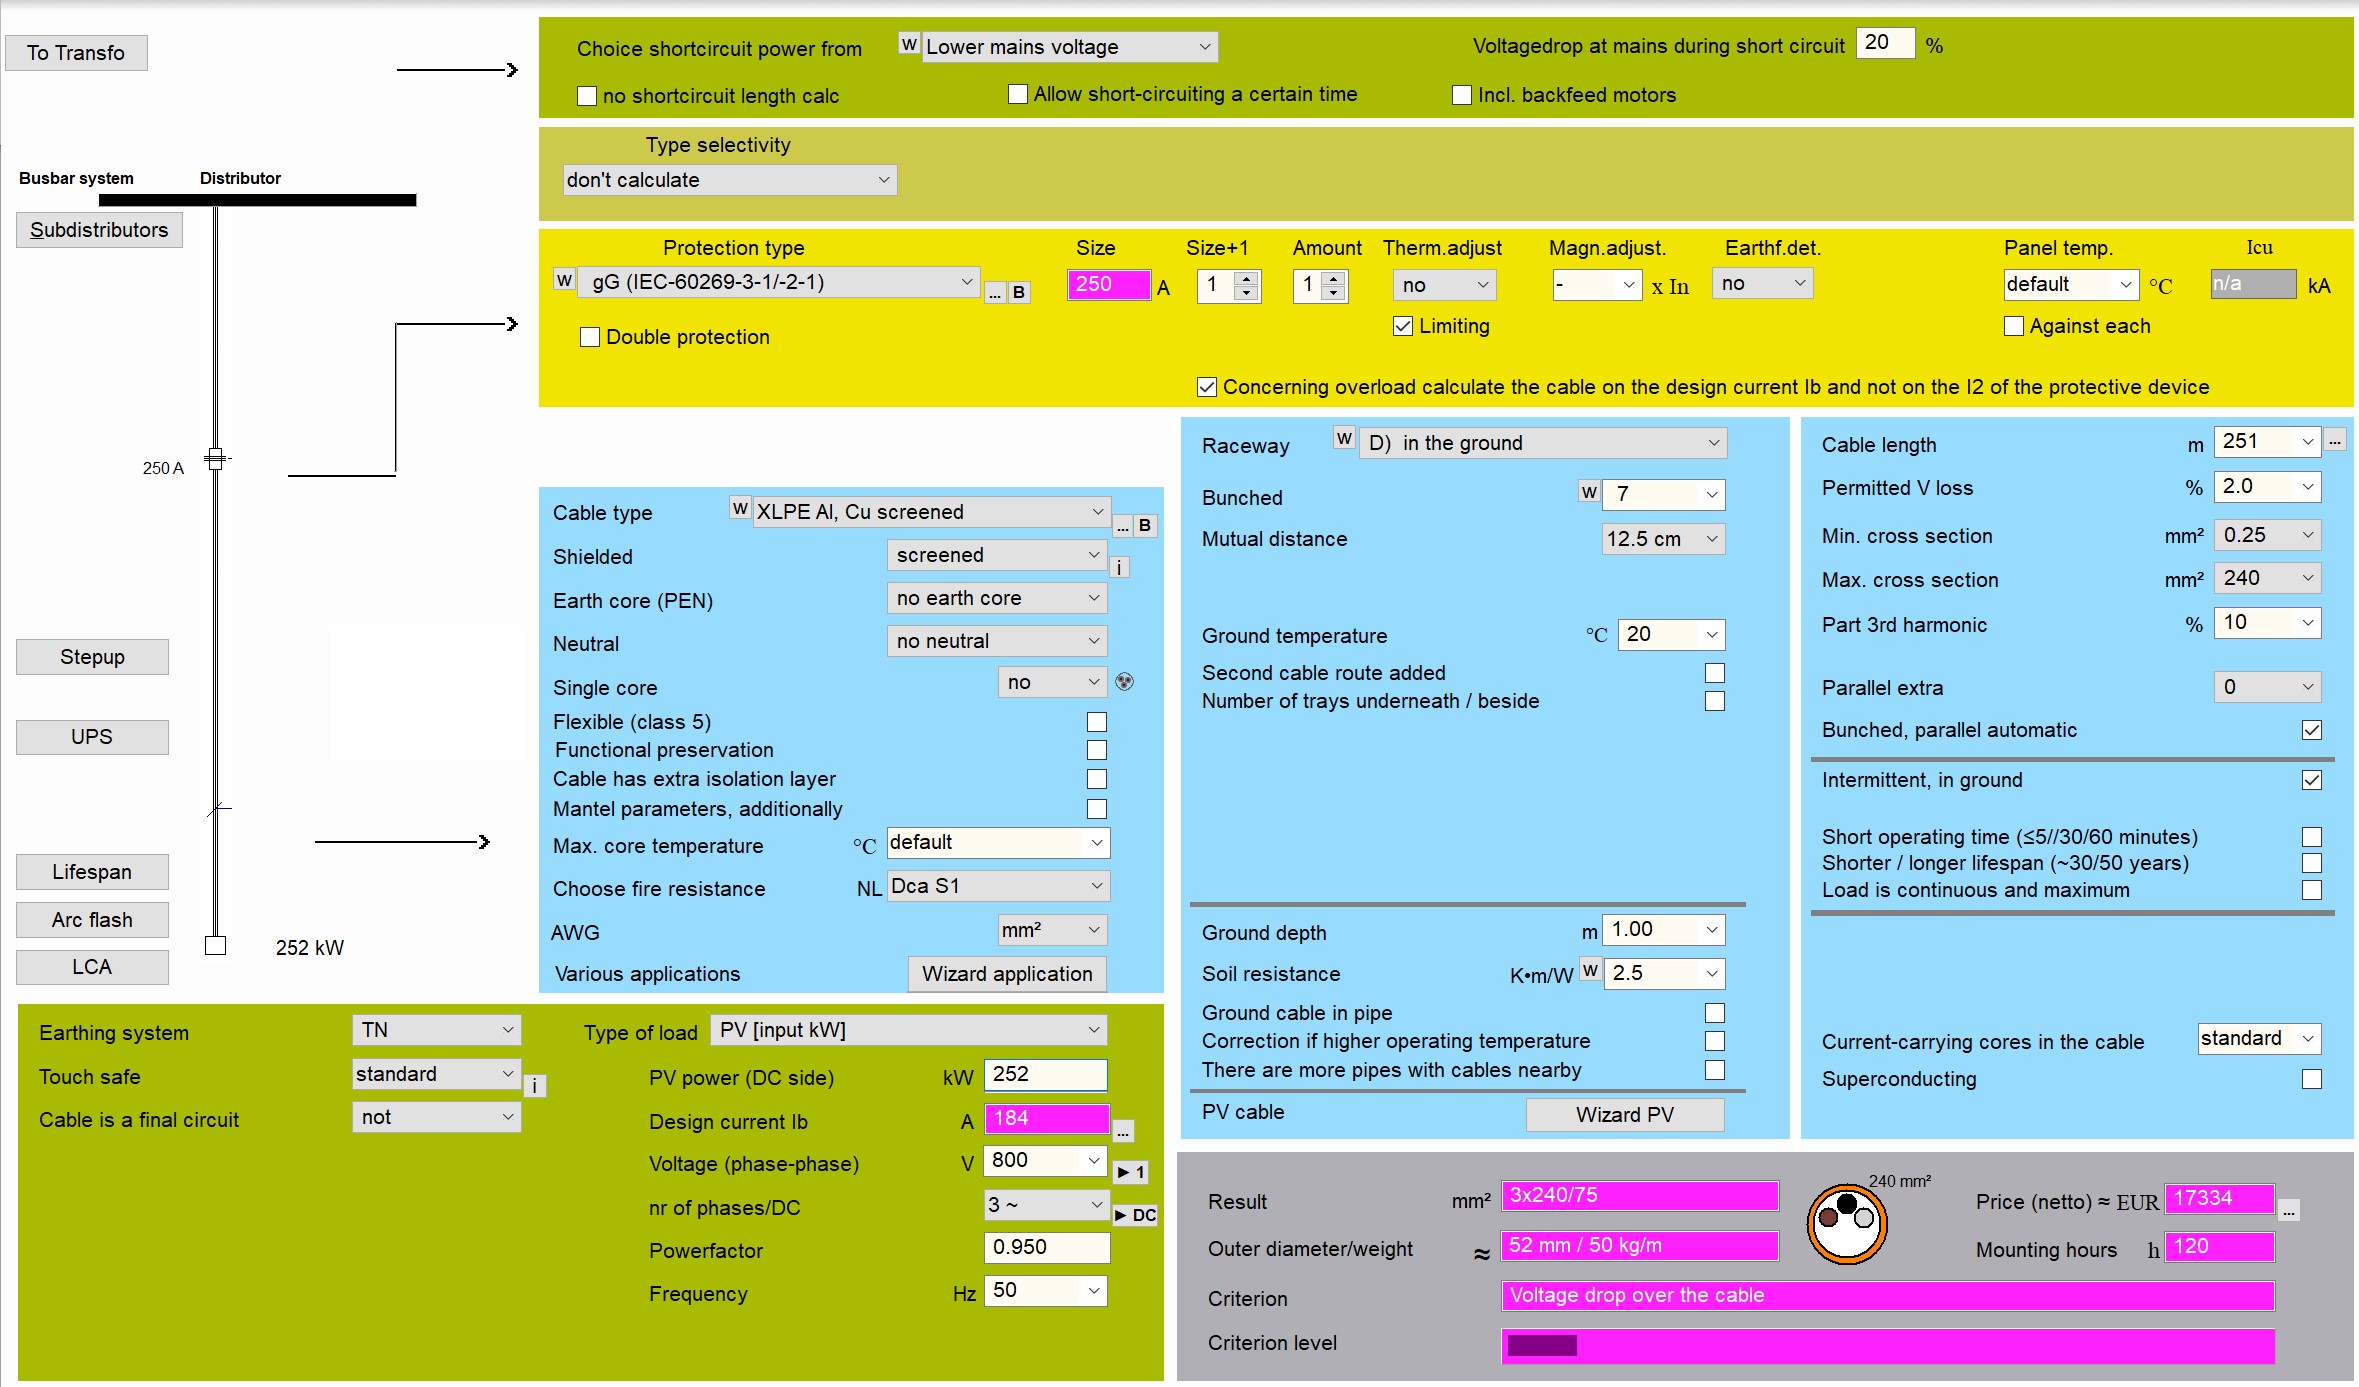 To Transfo
Choice shortcircuit power from W Lower mains voltage Voltagedrop at mains during short circuit 20 %
no shortcircuit length calc Allow short-circuiting a certain time Incl. backfeed motors
Type selectivity
don't calculate
Busbar system Distributor
Subdistributors
Protection type Size Size+1 Amount Therm.adjust Magn.adjust. Earthf.det. Panel temp. Icu
W gG (IEC-60269-3-1/-2-1) ... B 250 A 1 1 no - x In no default °C n/a kA
Double protection Limiting Against each
Concerning overload calculate the cable on the design current Ib and not on the I2 of the protective device
250 A
252 kW
Stepup
UPS
Lifespan
Arc flash
LCA
Cable type W XLPE Al, Cu screened ... B
Shielded screened i
Earth core (PEN) no earth core
Neutral no neutral
Single core no
Flexible (class 5)
Functional preservation
Cable has extra isolation layer
Mantel parameters, additionally
Max. core temperature °C default
Choose fire resistance NL Dca S1
AWG mm²
Various applications Wizard application
Raceway W D) in the ground
Bunched W 7
Mutual distance 12.5 cm
Ground temperature °C 20
Second cable route added
Number of trays underneath / beside
Ground depth m 1.00
Soil resistance K•m/W W 2.5
Ground cable in pipe
Correction if higher operating temperature
There are more pipes with cables nearby
PV cable Wizard PV
Cable length m 251 ...
Permitted V loss % 2.0
Min. cross section mm² 0.25
Max. cross section mm² 240
Part 3rd harmonic % 10
Parallel extra 0
Bunched, parallel automatic
Intermittent, in ground
Short operating time (≤5//30/60 minutes)
Shorter / longer lifespan (~30/50 years)
Load is continuous and maximum
Current-carrying cores in the cable standard
Superconducting
Earthing system TN
Touch safe standard i
Cable is a final circuit not
Type of load PV [input kW]
PV power (DC side) kW 252
Design current Ib A 184 ...
Voltage (phase-phase) V 800 ► 1
nr of phases/DC 3 ~ ► DC
Powerfactor 0.950
Frequency Hz 50
Result mm² 3x240/75 240 mm² Price (netto) ≈ EUR 17334 ...
Outer diameter/weight ≈ 52 mm / 50 kg/m Mounting hours h 120
Criterion Voltage drop over the cable
Criterion level